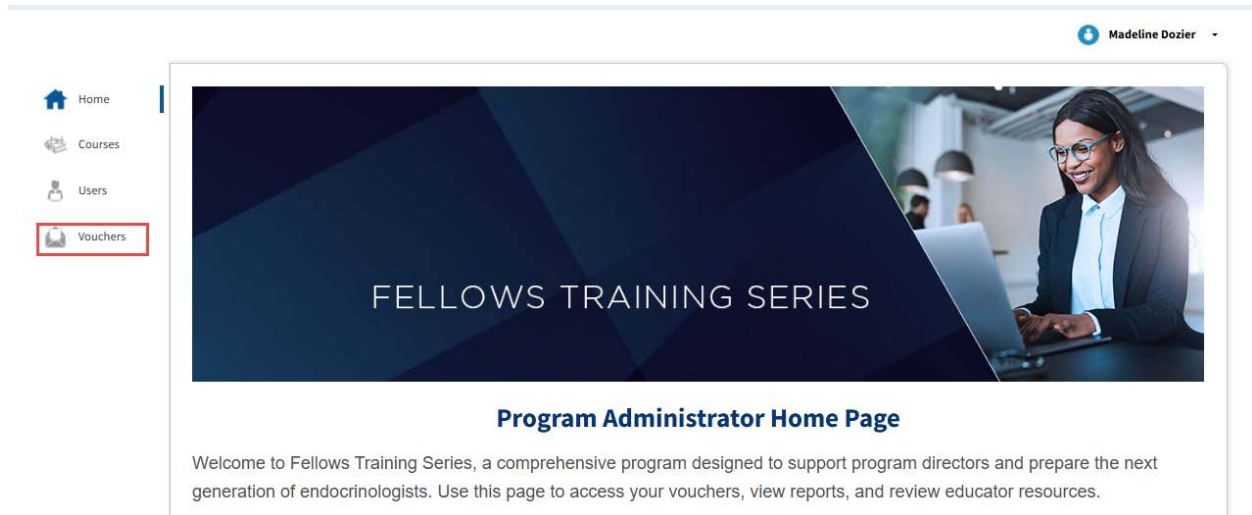 Madeline Dozier
Home
Courses
Users
Vouchers
FELLOWS TRAINING SERIES
Program Administrator Home Page
Welcome to Fellows Training Series, a comprehensive program designed to support program directors and prepare the next
generation of endocrinologists. Use this page to access your vouchers, view reports, and review educator resources.